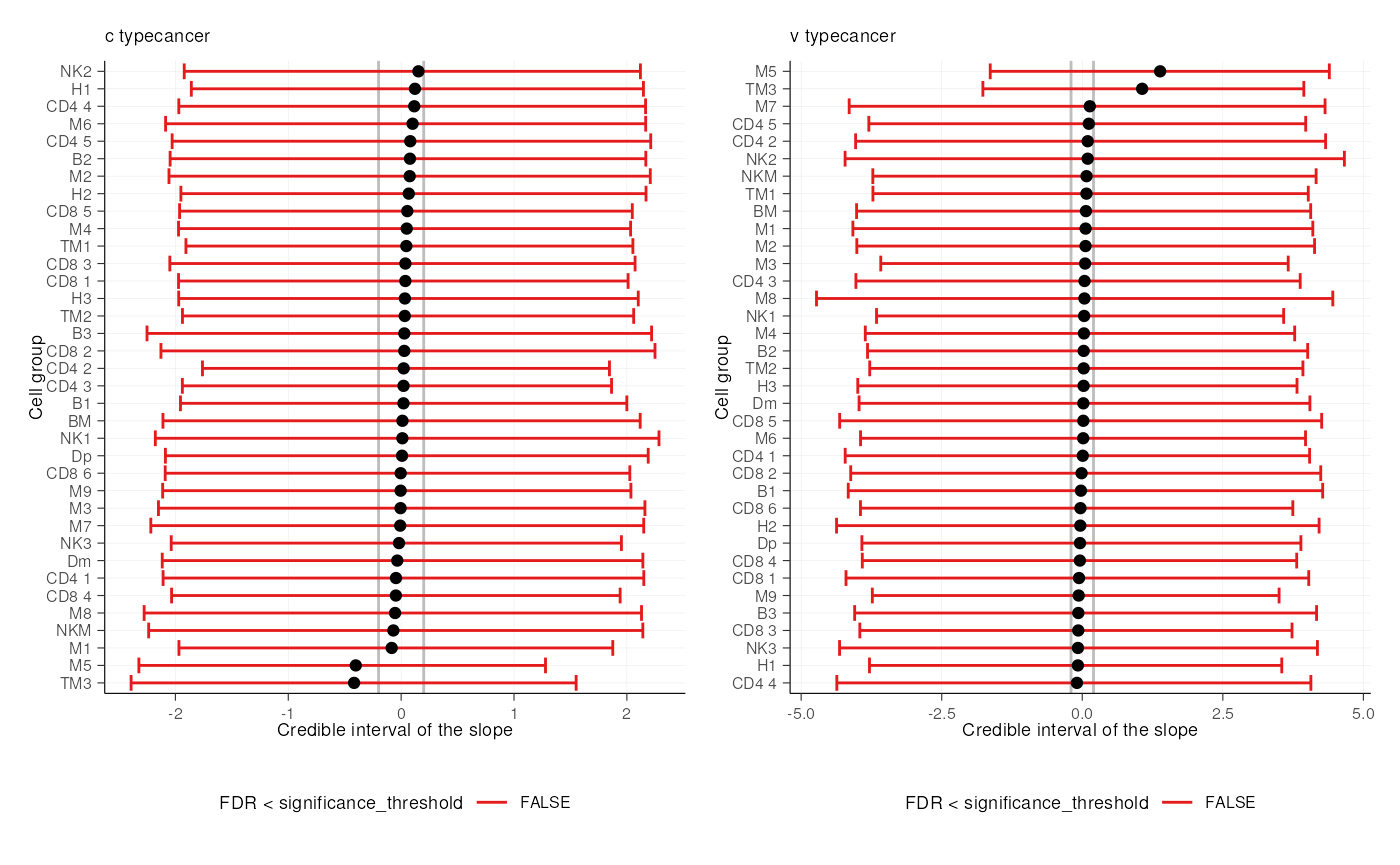 c typecancer
NK2
H1
CD4 4
M6
CD4 5
B2
M2
H2
CD8 5
M4
TM1
CD8 3
CD8 1
H3
TM2
B3
CD8 2
CD4 2
CD4 3
B1
BM
NK1
Dp
CD8 6
M9
M3
M7
NK3
Dm
CD4 1
CD8 4
M8
NKM
M1
M5
TM3
Cell group
-2 -1 0 1 2
Credible interval of the slope
FDR < significance_threshold FALSE
v typecancer
M5
TM3
M7
CD4 5
CD4 2
NK2
NKM
TM1
BM
M1
M2
M3
CD4 3
M8
NK1
M4
B2
TM2
H3
Dm
CD8 5
M6
CD4 1
CD8 2
B1
CD8 6
H2
Dp
CD8 4
CD8 1
M9
B3
CD8 3
NK3
H1
CD4 4
Cell group
-5.0 -2.5 0.0 2.5 5.0
Credible interval of the slope
FDR < significance_threshold FALSE